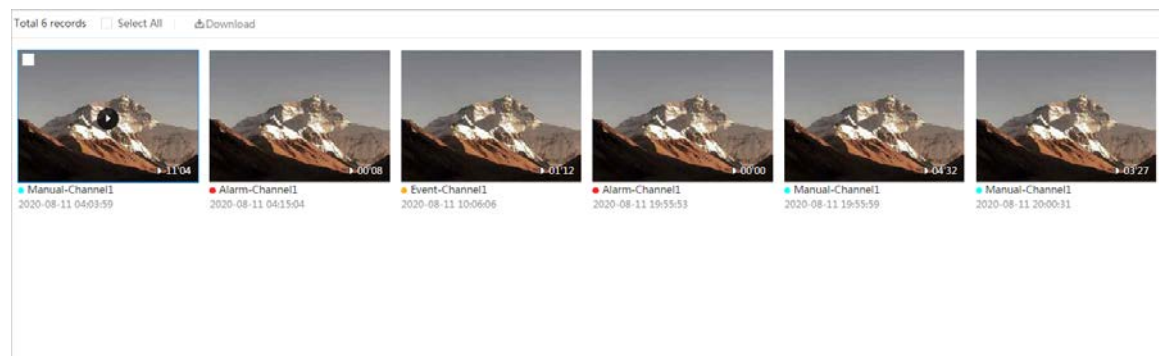 Total 6 records Select All Download
11:04 00:08 01:12 00:00 04:32 03:27
Manual-Channel1 Alarm-Channel1 Event-Channel1 Alarm-Channel1 Manual-Channel1 Manual-Channel1
2020-08-11 04:03:59 2020-08-11 04:15:04 2020-08-11 10:06:06 2020-08-11 19:55:53 2020-08-11 19:55:59 2020-08-11 20:00:31